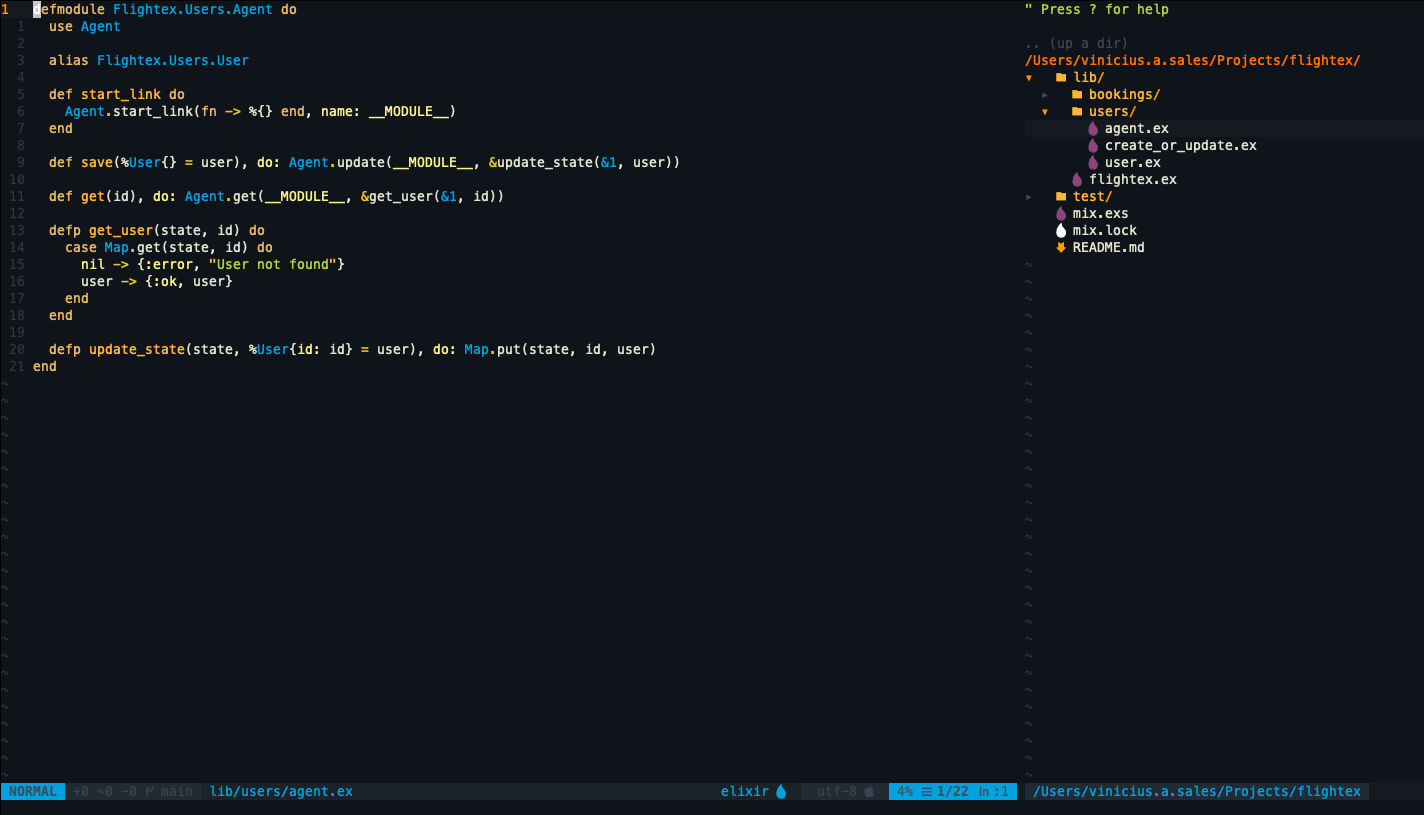 1   defmodule Flightex.Users.Agent do
  1   use Agent
  2
  3   alias Flightex.Users.User
  4
  5   def start_link do
  6     Agent.start_link(fn -> %{} end, name: __MODULE__)
  7   end
  8
  9   def save(%User{} = user), do: Agent.update(__MODULE__, &update_state(&1, user))
 10
 11   def get(id), do: Agent.get(__MODULE__, &get_user(&1, id))
 12
 13   defp get_user(state, id) do
 14     case Map.get(state, id) do
 15       nil -> {:error, "User not found"}
 16       user -> {:ok, user}
 17     end
 18   end
 19
 20   defp update_state(state, %User{id: id} = user), do: Map.put(state, id, user)
 21 end
NORMAL +0 ~0 -0 main lib/users/agent.ex elixir utf-8 4% ☰ 1/22 ln :1
" Press ? for help
.. (up a dir)
/Users/vinicius.a.sales/Projects/flightex/
▾ lib/
▸ bookings/
▾ users/
agent.ex
create_or_update.ex
user.ex
flightex.ex
▸ test/
mix.exs
mix.lock
README.md
/Users/vinicius.a.sales/Projects/flightex